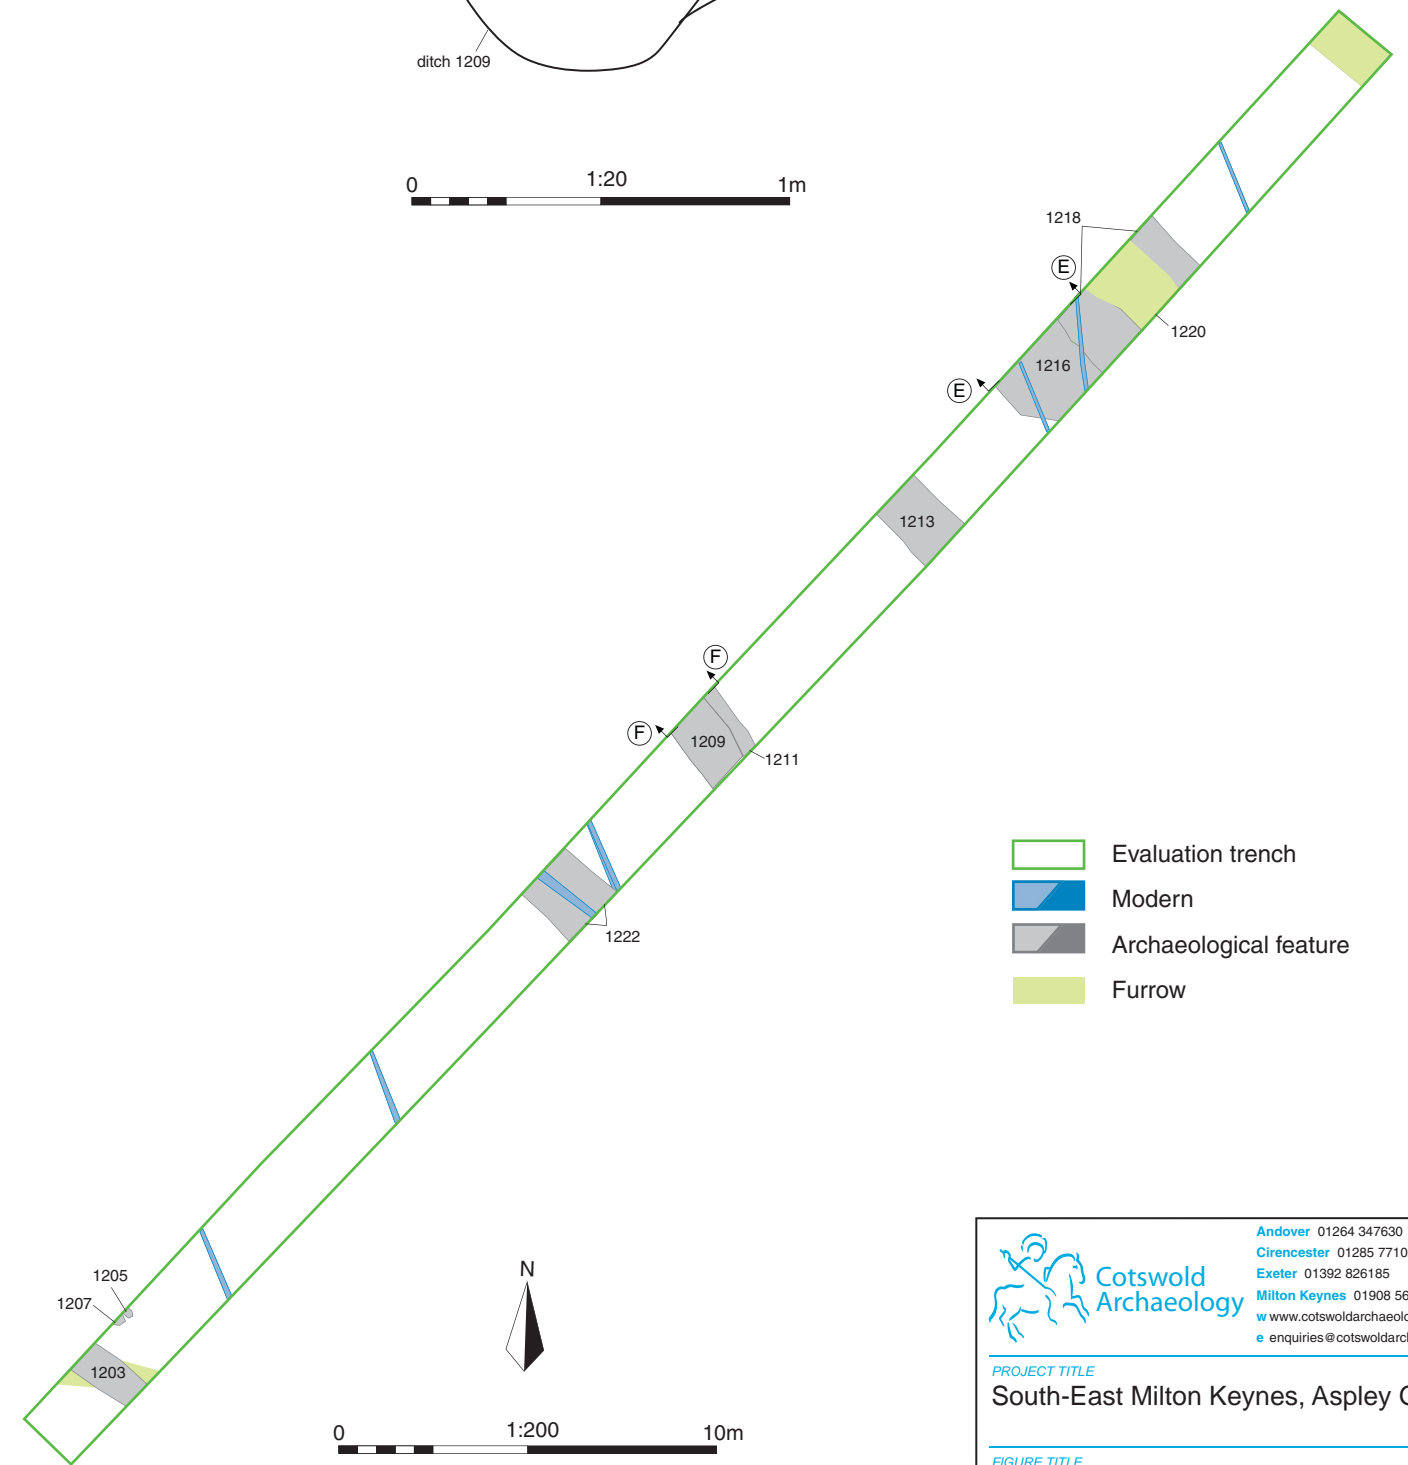 ditch 1209
0 1:20 1m
1218
E
1220
1216
E
1213
F
F
1209
1211
1222
Evaluation trench
Modern
Archaeological feature
Furrow
1205
1207
1203
N
0 1:200 10m
Cotswold
Archaeology
Andover 01264 347630
Cirencester 01285 7710
Exeter 01392 826185
Milton Keynes 01908 56
w www.cotswoldarchaeolo
e enquiries@cotswoldarch
PROJECT TITLE
South-East Milton Keynes, Aspley G
FIGURE TITLE